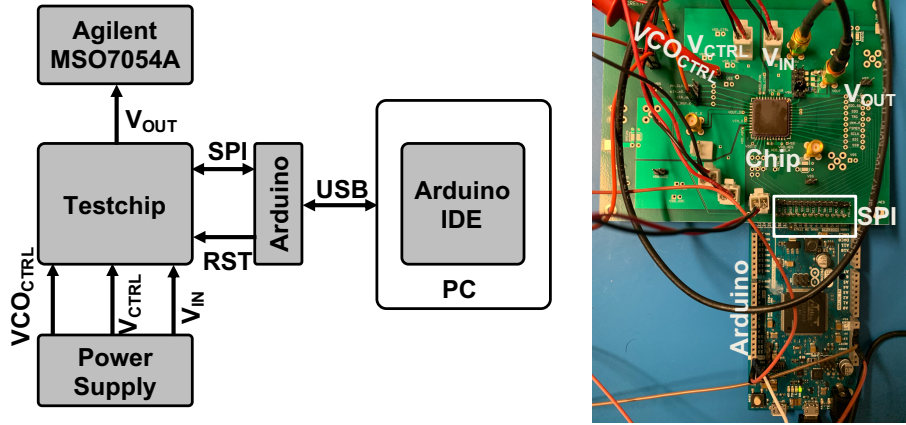 Agilent
MSO7054A
VOUT
Testchip
SPI
RST
Arduino
USB
Arduino
IDE
PC
VCOCTRL
VCTRL
VIN
Power
Supply
VCOCTRL
VCTRL
VIN
VOUT
Chip
SPI
Arduino